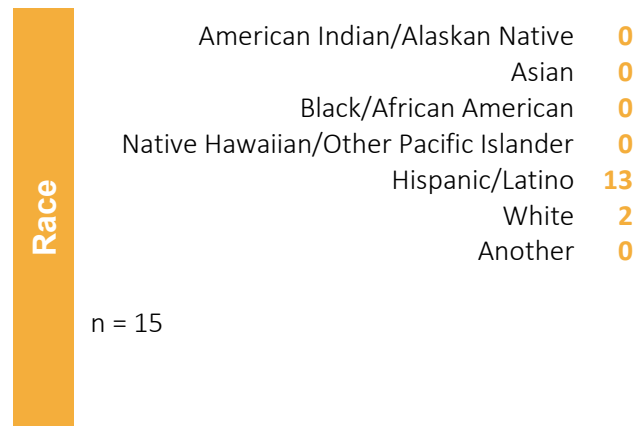 Race
American Indian/Alaskan Native 0
Asian 0
Black/African American 0
Native Hawaiian/Other Pacific Islander 0
Hispanic/Latino 13
White 2
Another 0
n = 15